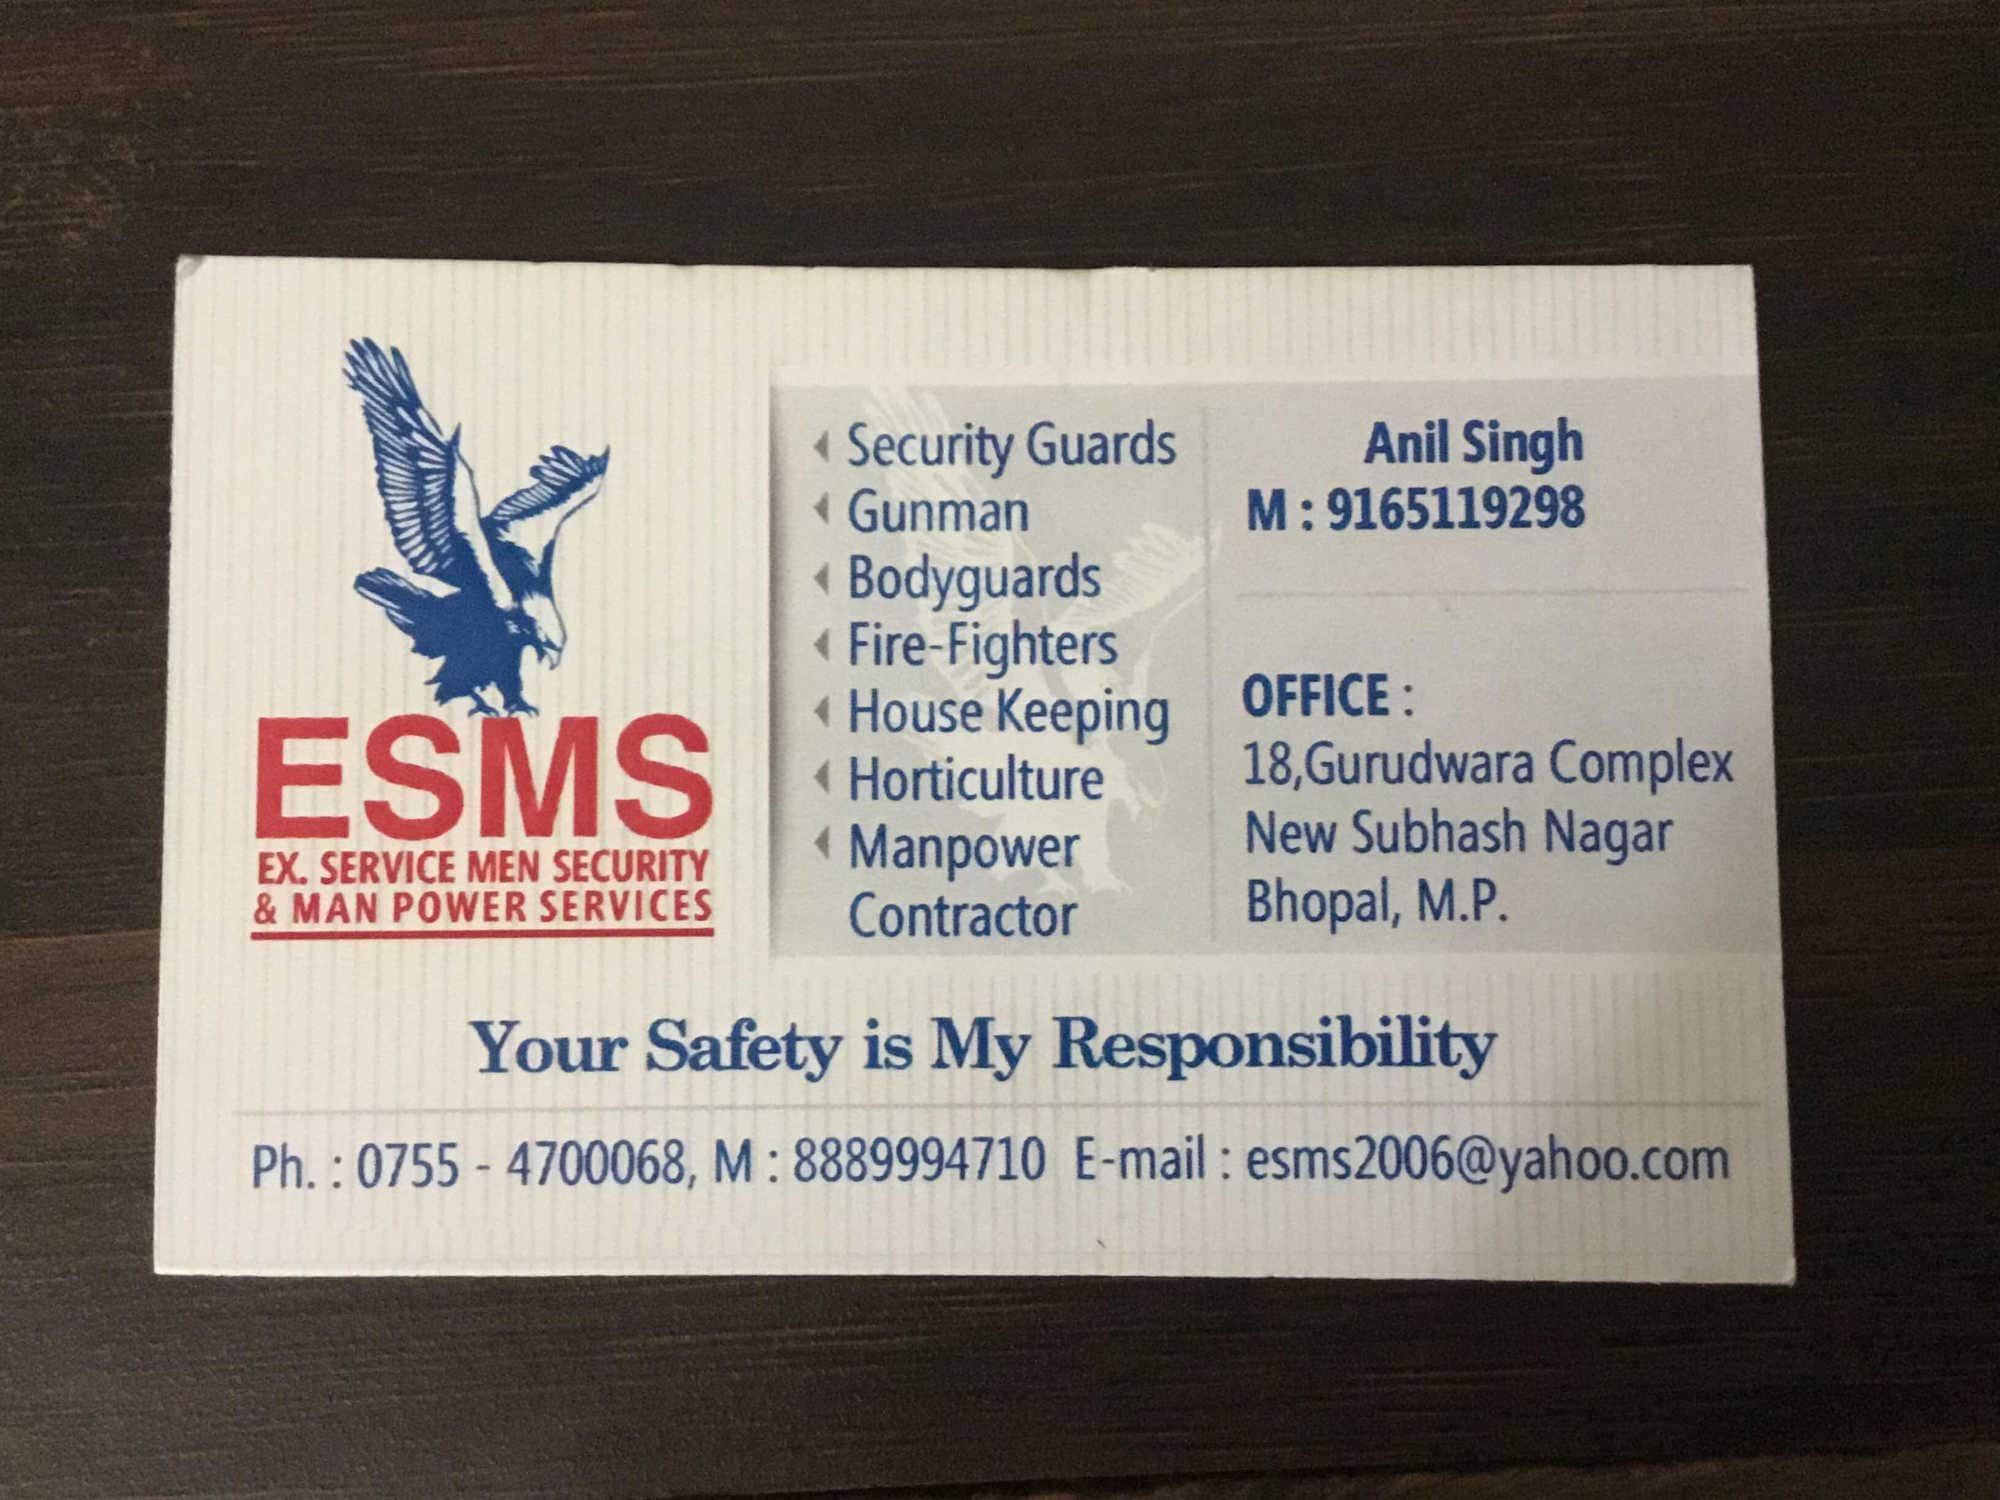 ESMS
EX. SERVICE MEN SECURITY
& MAN POWER SERVICES
Security Guards
Gunman
Bodyguards
Fire-Fighters
House Keeping
Horticulture
Manpower
Contractor
Anil Singh
M : 9165119298
OFFICE :
18,Gurudwara Complex
New Subhash Nagar
Bhopal, M.P.
Your Safety is My Responsibility
Ph. : 0755 - 4700068, M : 8889994710 E-mail : esms2006@yahoo.com